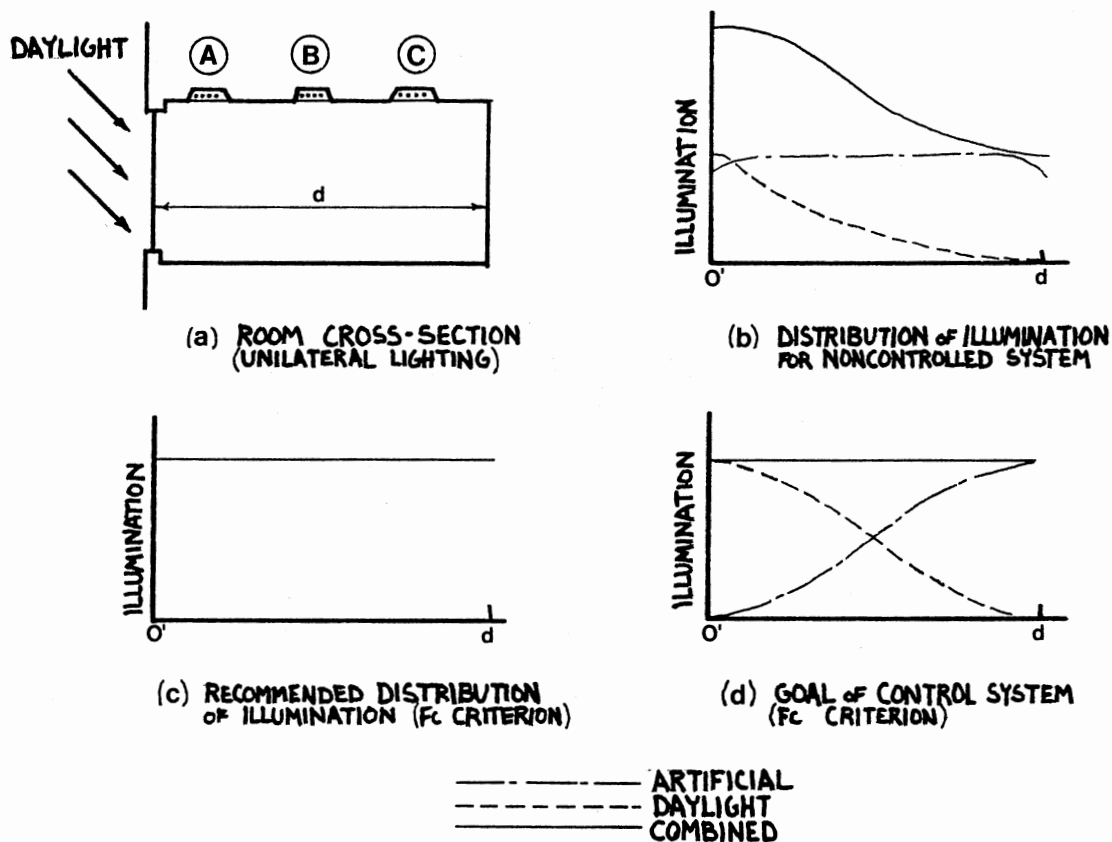 DAYLIGHT
A
B
C
d
(a) ROOM CROSS-SECTION
(UNILATERAL LIGHTING)
ILLUMINATION
O'
d
(b) DISTRIBUTION OF ILLUMINATION
FOR NONCONTROLLED SYSTEM
ILLUMINATION
O'
d
(c) RECOMMENDED DISTRIBUTION
OF ILLUMINATION (FC CRITERION)
ILLUMINATION
O'
d
(d) GOAL OF CONTROL SYSTEM
(FC CRITERION)
ARTIFICIAL
DAYLIGHT
COMBINED